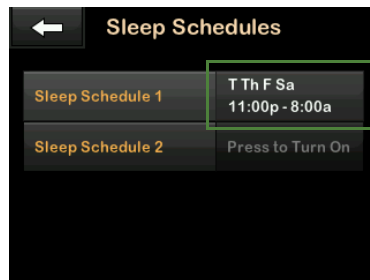 Sleep Schedules
Sleep Schedule 1
T Th F Sa
11:00p - 8:00a
Sleep Schedule 2
Press to Turn On